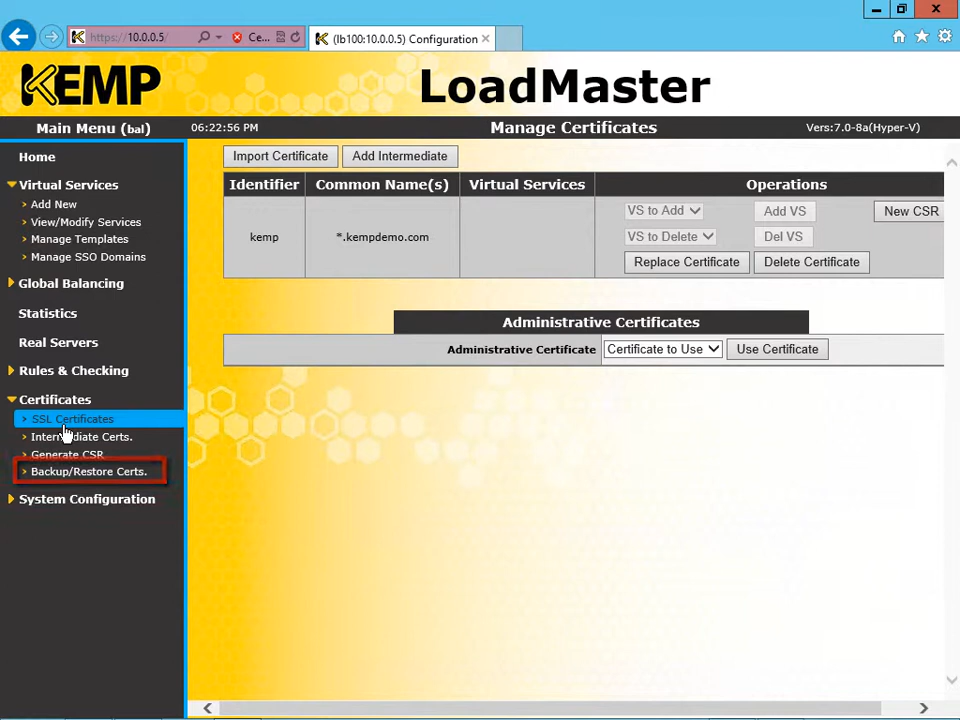 https://10.0.0.5/
Ce...
(lb100:10.0.0.5) Configuration
KEMP
LoadMaster
Main Menu (bal)
06:22:56 PM
Manage Certificates
Vers:7.0-8a(Hyper-V)
Home
Virtual Services
Add New
View/Modify Services
Manage Templates
Manage SSO Domains
Global Balancing
Statistics
Real Servers
Rules & Checking
Certificates
SSL Certificates
Intermediate Certs.
Generate CSR
Backup/Restore Certs.
System Configuration
Import Certificate
Add Intermediate
Identifier
Common Name(s)
Virtual Services
Operations
kemp
*.kempdemo.com
VS to Add
Add VS
New CSR
VS to Delete
Del VS
Replace Certificate
Delete Certificate
Administrative Certificates
Administrative Certificate
Certificate to Use
Use Certificate